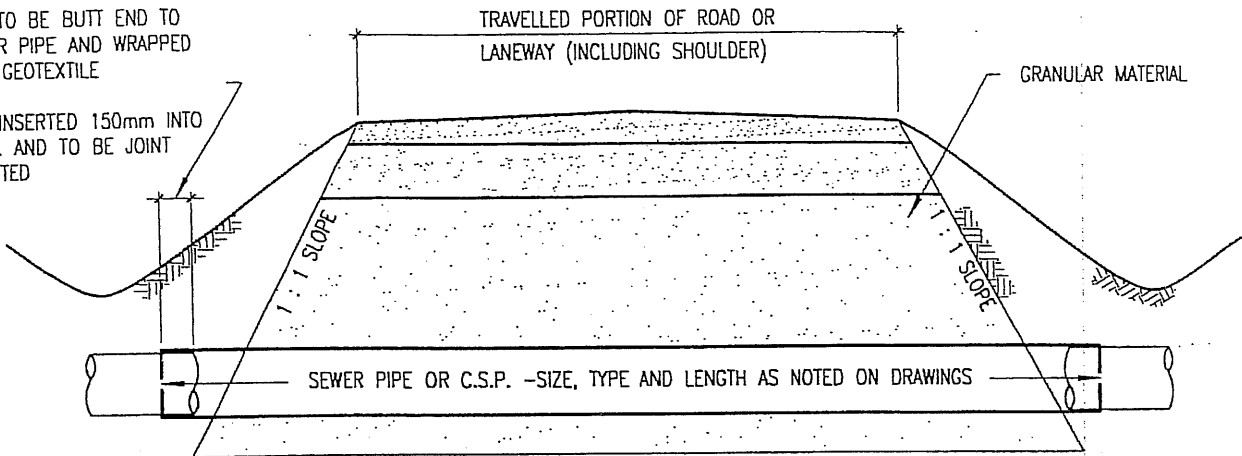 TO BE BUTT END TO
R PIPE AND WRAPPED
GEOTEXTILE
INSERTED 150mm INTO
AND TO BE JOINT
TED
TRAVELLED PORTION OF ROAD OR
LANEWAY (INCLUDING SHOULDER)
GRANULAR MATERIAL
1 : 1 SLOPE
1 : 1 SLOPE
SEWER PIPE OR C.S.P. -SIZE, TYPE AND LENGTH AS NOTED ON DRAWINGS